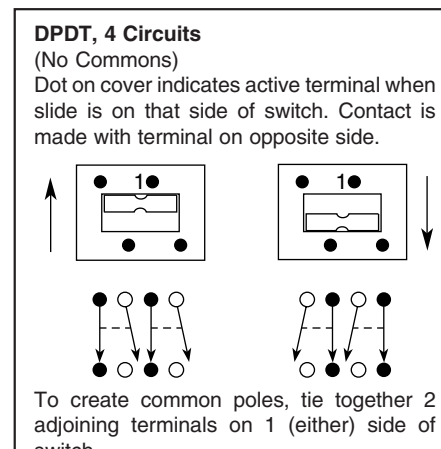 DPDT, 4 Circuits
(No Commons)
Dot on cover indicates active terminal when
slide is on that side of switch. Contact is
made with terminal on opposite side.
1 1
To create common poles, tie together 2
adjoining terminals on 1 (either) side of